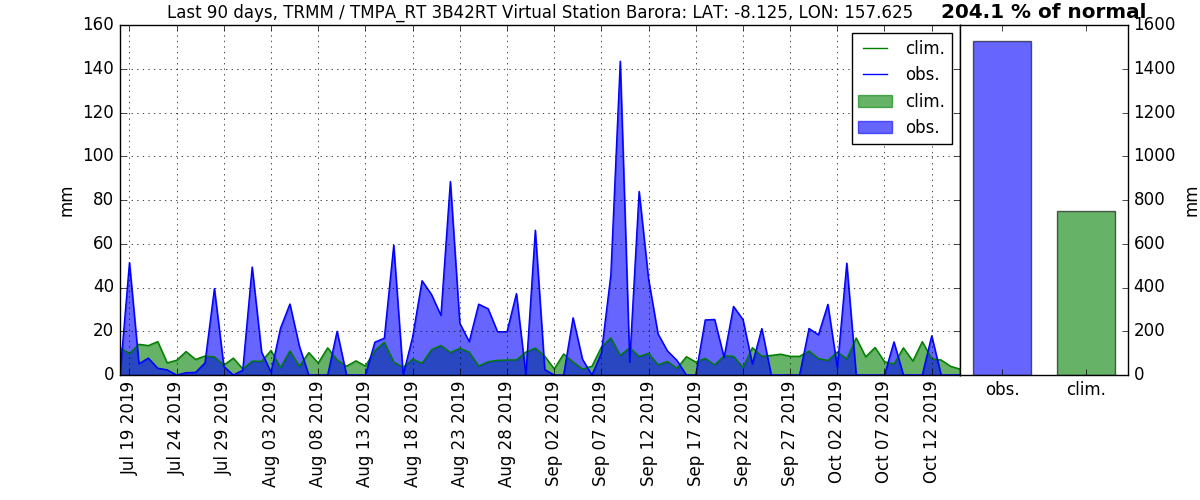 Last 90 days, TRMM / TMPA_RT 3B42RT Virtual Station Barora: LAT: -8.125, LON: 157.625
204.1 % of normal
mm
160
140
120
100
80
60
40
20
0
clim.
obs.
clim.
obs.
Jul 19 2019
Jul 24 2019
Jul 29 2019
Aug 03 2019
Aug 08 2019
Aug 13 2019
Aug 18 2019
Aug 23 2019
Aug 28 2019
Sep 02 2019
Sep 07 2019
Sep 12 2019
Sep 17 2019
Sep 22 2019
Sep 27 2019
Oct 02 2019
Oct 07 2019
Oct 12 2019
1600
1400
1200
1000
800
600
400
200
0
mm
obs.
clim.